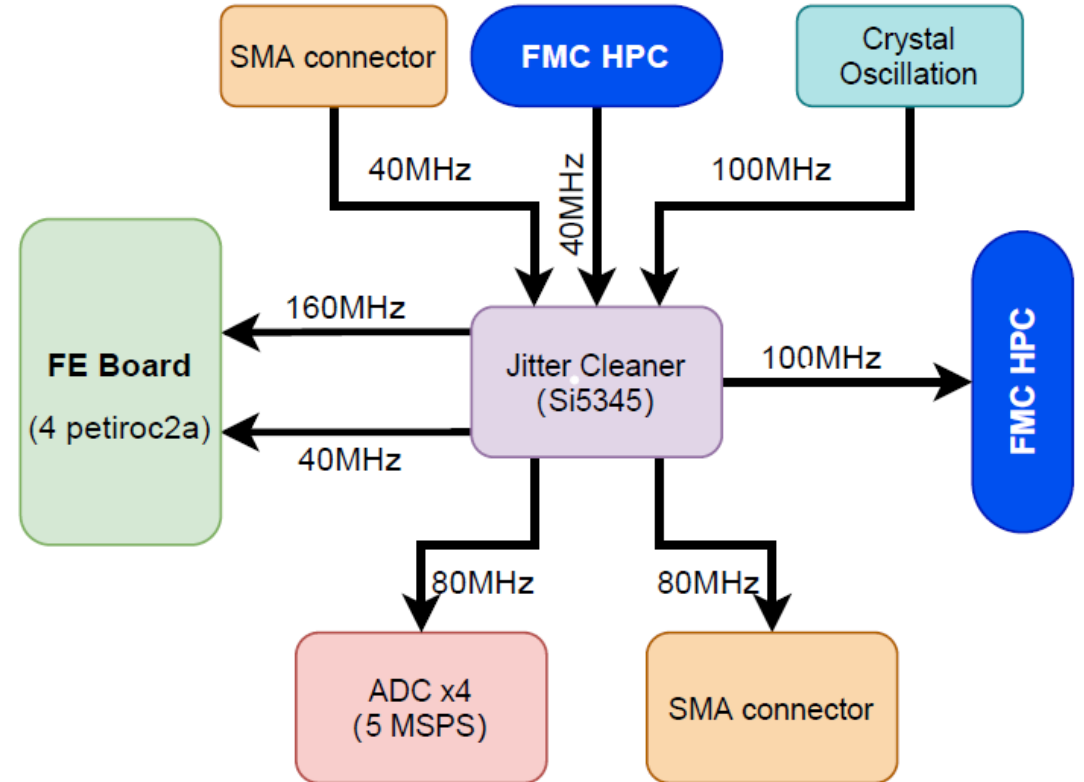 SMA connector
FMC HPC
Crystal
Oscillation
40MHz
40MHz
100MHz
160MHz
FE Board
(4 petiroc2a)
40MHz
Jitter Cleaner
(Si5345)
100MHz
FMC HPC
80MHz
80MHz
ADC x4
(5 MSPS)
SMA connector